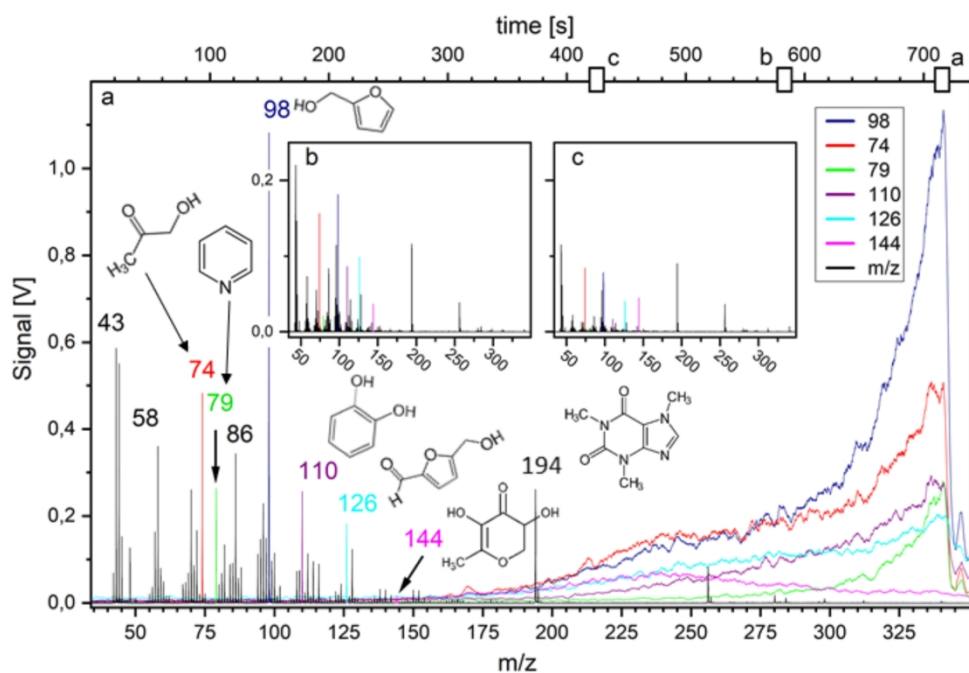 time [s]
0 100 200 300 400 500 600 700
c b a
a
98
HO O
b
c
98
74
79
110
126
144
m/z
0,2
0,0
50 100 150 200 250 300
50 100 150 200 250 300
1,0
0,8
0,6
0,4
0,2
0,0
Signal [V]
O OH
H₃C
N
43
74
79
58
86
OH
OH
110
O OH
O
H
126
O
HO OH
H₃C O
144
194
O CH₃
H₃C N N
O N N
CH₃
50 75 100 125 150 175 200 225 250 275 300 325
m/z